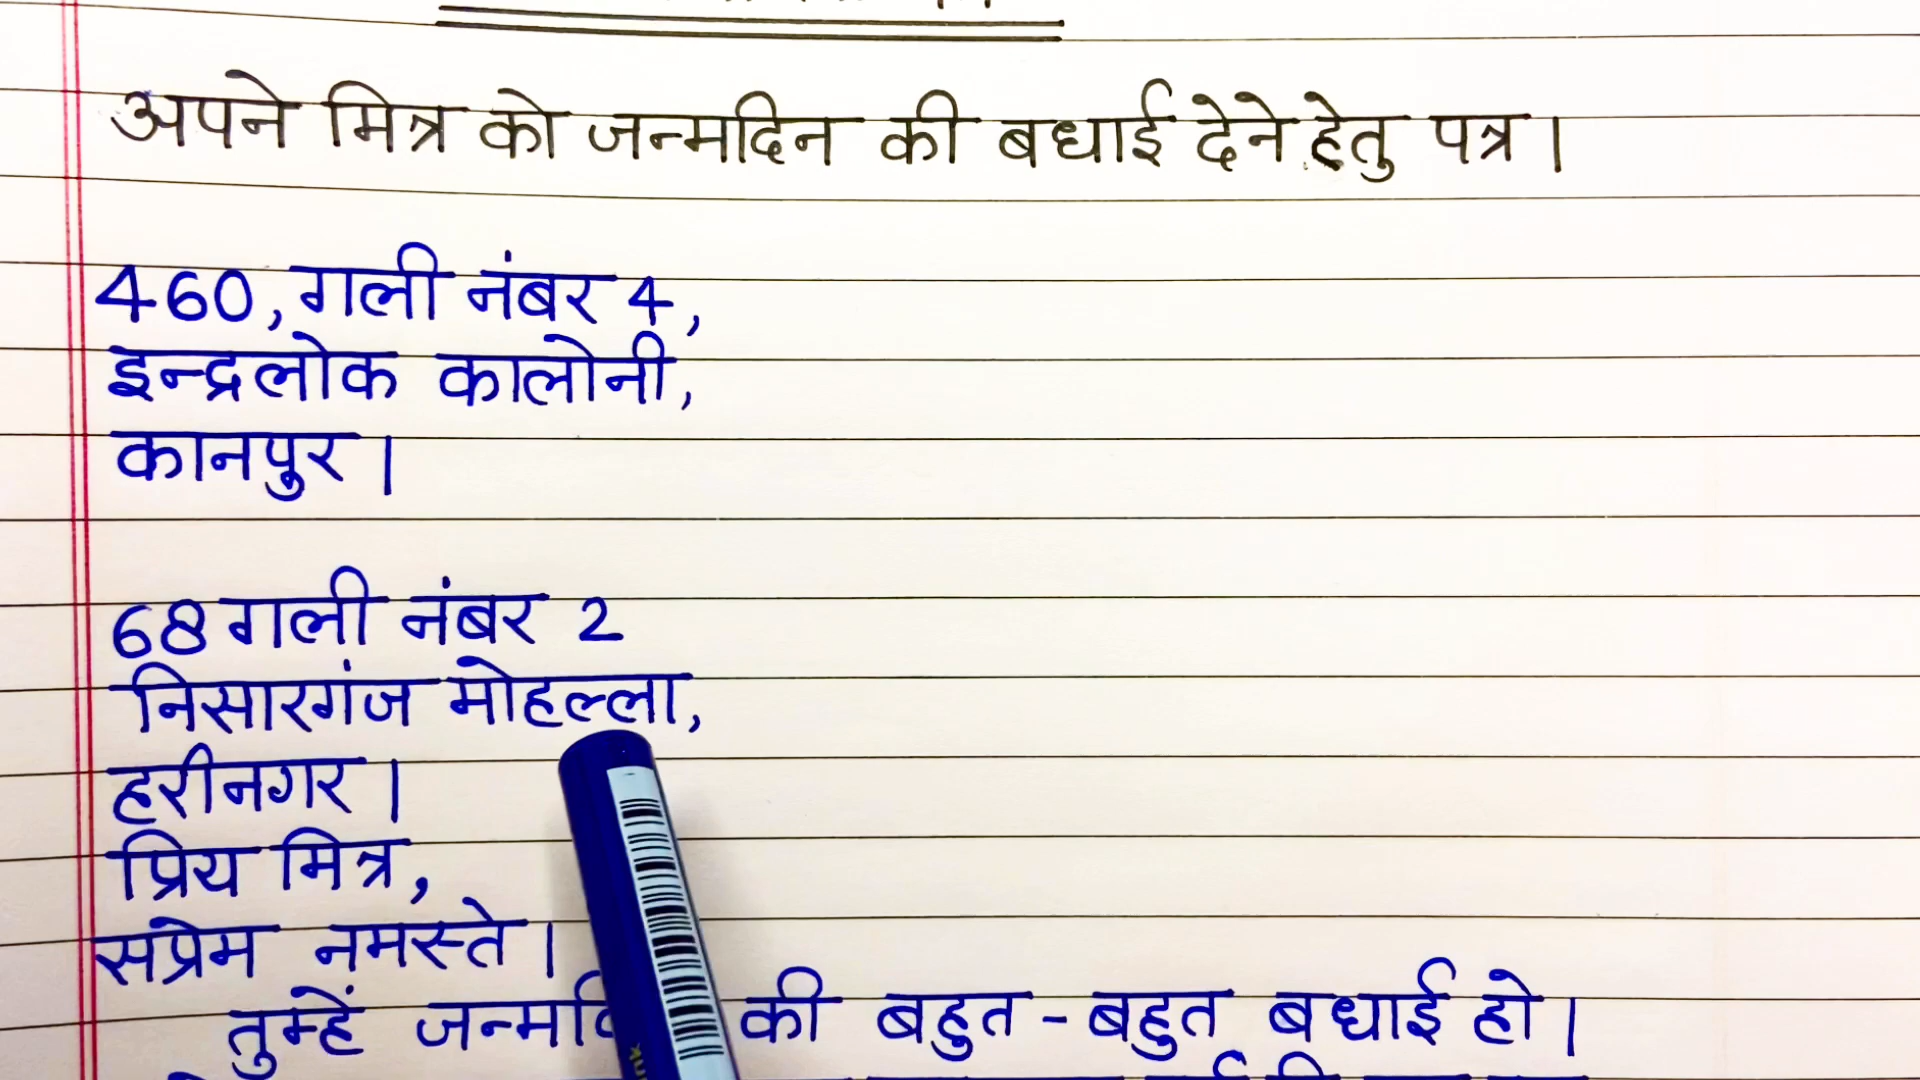 अपने मित्र को जन्मदिन की बधाई देने हेतु पत्र।
460, गली नंबर 4,
इन्द्रलोक कालोनी,
कानपुर।
68 गली नंबर 2
निसारगंज मोहल्ला,
हरीनगर।
प्रिय मित्र,
सप्रेम नमस्ते।
तुम्हें की बहुत - बहुत बधाई हो।